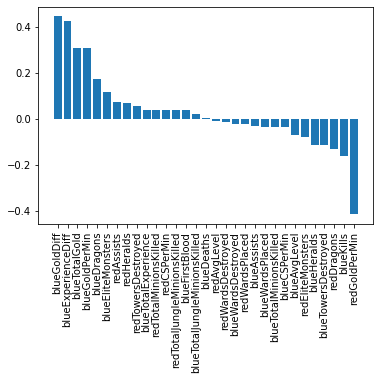 0.4
0.2
0.0
−0.2
−0.4
blueGoldDiff
blueExperienceDiff
blueTotalGold
blueGoldPerMin
blueDragons
blueEliteMonsters
redAssists
redHeralds
redTowersDestroyed
blueTotalExperience
redTotalMinionsKilled
redCSPerMin
redTotalJungleMinionsKilled
blueFirstBlood
blueTotalJungleMinionsKilled
blueDeaths
redAvgLevel
redWardsDestroyed
blueWardsDestroyed
redWardsPlaced
blueAssists
blueWardsPlaced
blueTotalMinionsKilled
blueCSPerMin
blueAvgLevel
redEliteMonsters
blueHeralds
blueTowersDestroyed
redDragons
blueKills
redGoldPerMin